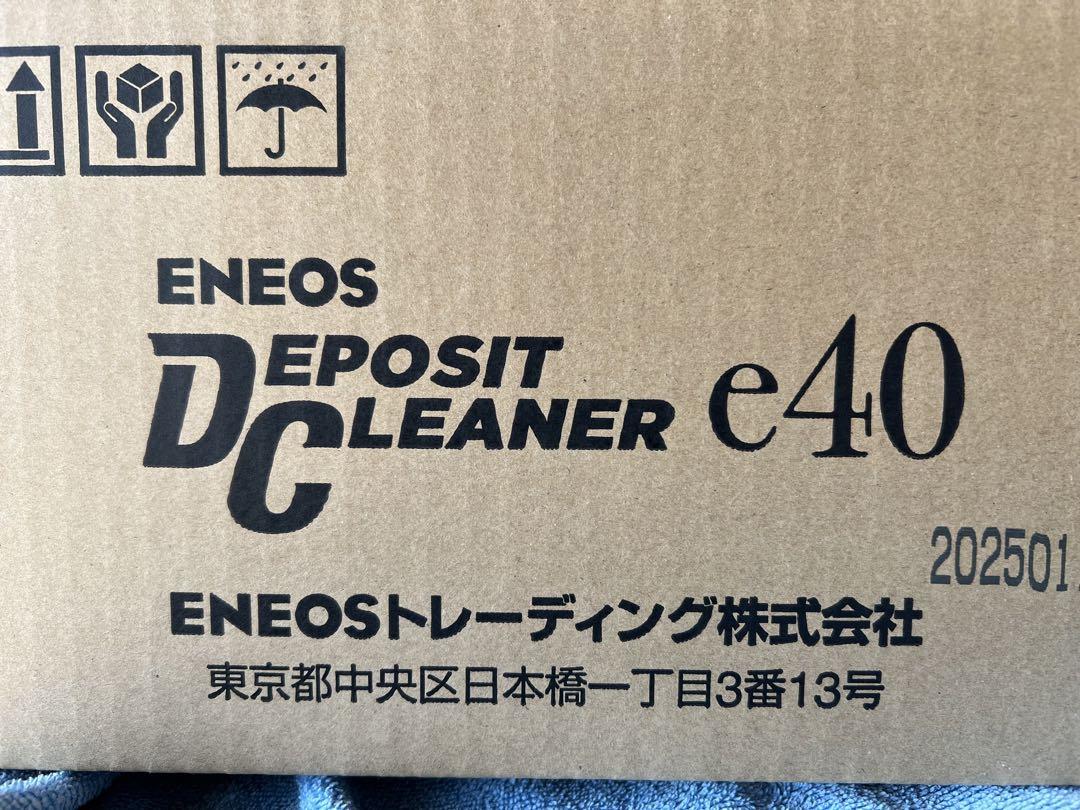 ENEOS
DEPOSIT
CLEANER e40
202501
ENEOSトレーディング株式会社
東京都中央区日本橋一丁目3番13号